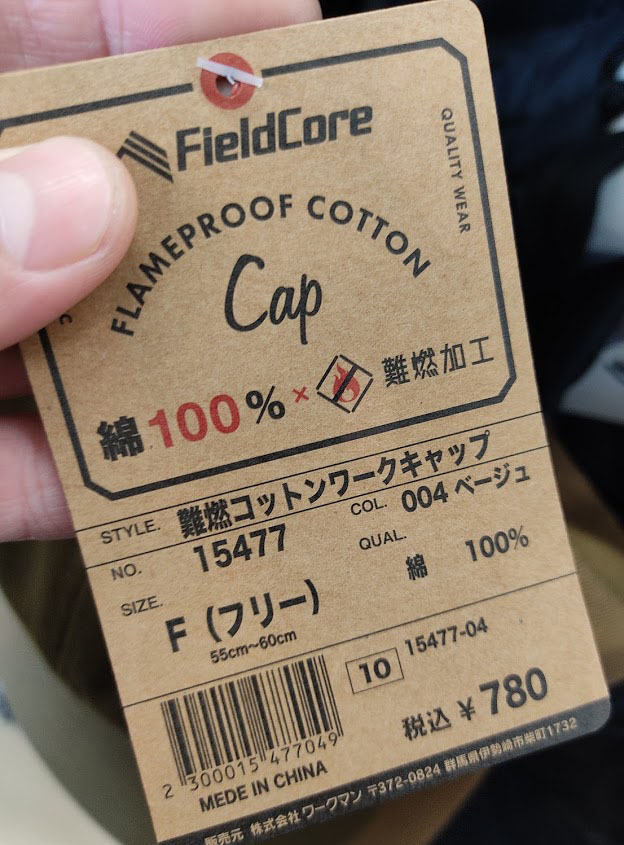 FieldCore
QUALITY WEAR
FLAMEPROOF COTTON
Cap
綿100%×難燃加工
STYLE. 難燃コットンワークキャップ
NO. 15477
COL. 004 ベージュ
SIZE. F（フリー）
55cm～60cm
QUAL. 綿 100%
10 15477-04
2 300015 477049
税込 ¥780
MEDE IN CHINA
販売元 株式会社ワークマン 〒372-0824 群馬県伊勢崎市柴町1732